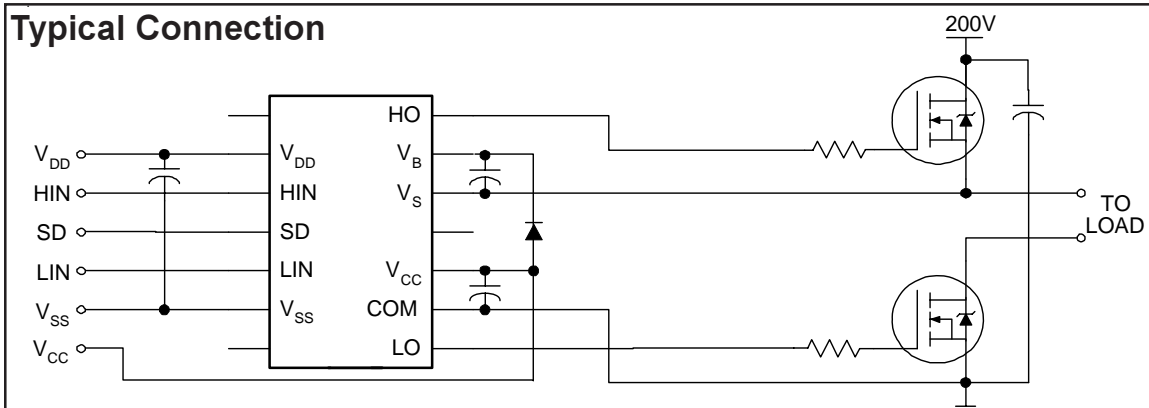 Typical Connection
200V
HO
V_DD
V_DD
V_B
HIN
HIN
V_S
TO
LOAD
SD
SD
LIN
LIN
V_CC
V_SS
V_SS
COM
V_CC
LO